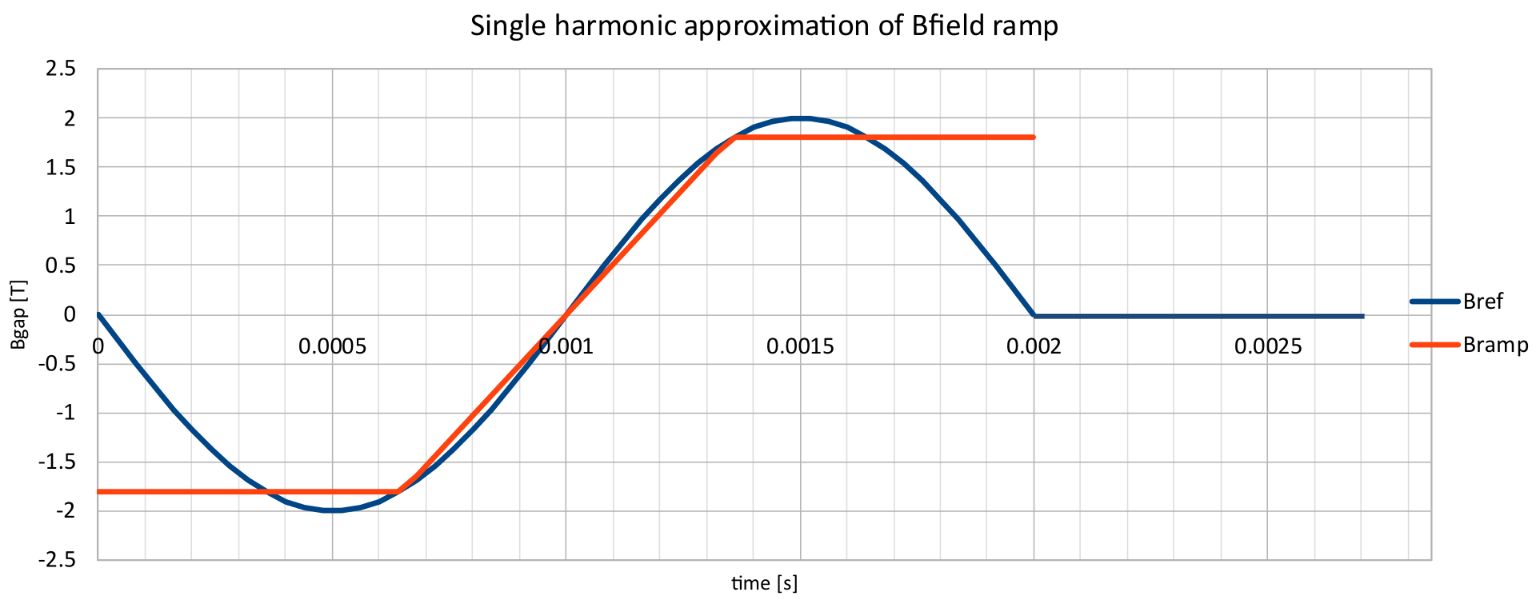 Single harmonic approximation of Bfield ramp
2.5
2
1.5
1
0.5
0
-0.5
-1
-1.5
-2
-2.5
Bgap [T]
0 0.0005 0.001 0.0015 0.002 0.0025
time [s]
Bref
Bramp